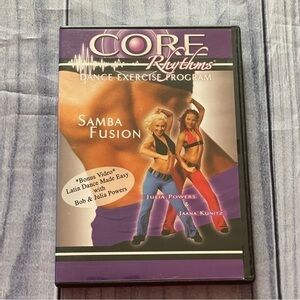 CORE
Rhythms
DANCE EXERCISE PROGRAM
SAMBA
FUSION
*Bonus Video*
Latin Dance Made Easy
with
Bob & Julia Powers
JULIA POWERS
&
JAANA KUNITZ